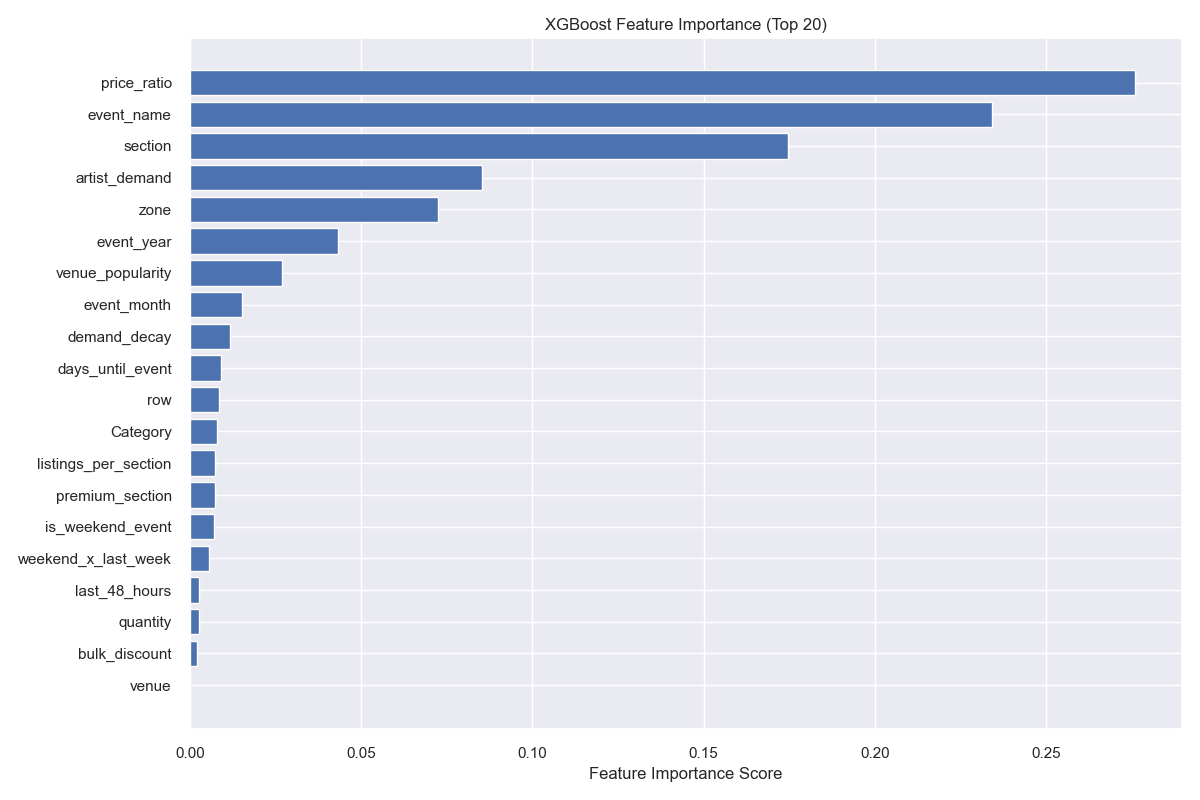 XGBoost Feature Importance (Top 20)
price_ratio
event_name
section
artist_demand
zone
event_year
venue_popularity
event_month
demand_decay
days_until_event
row
Category
listings_per_section
premium_section
is_weekend_event
weekend_x_last_week
last_48_hours
quantity
bulk_discount
venue
0.00 0.05 0.10 0.15 0.20 0.25
Feature Importance Score